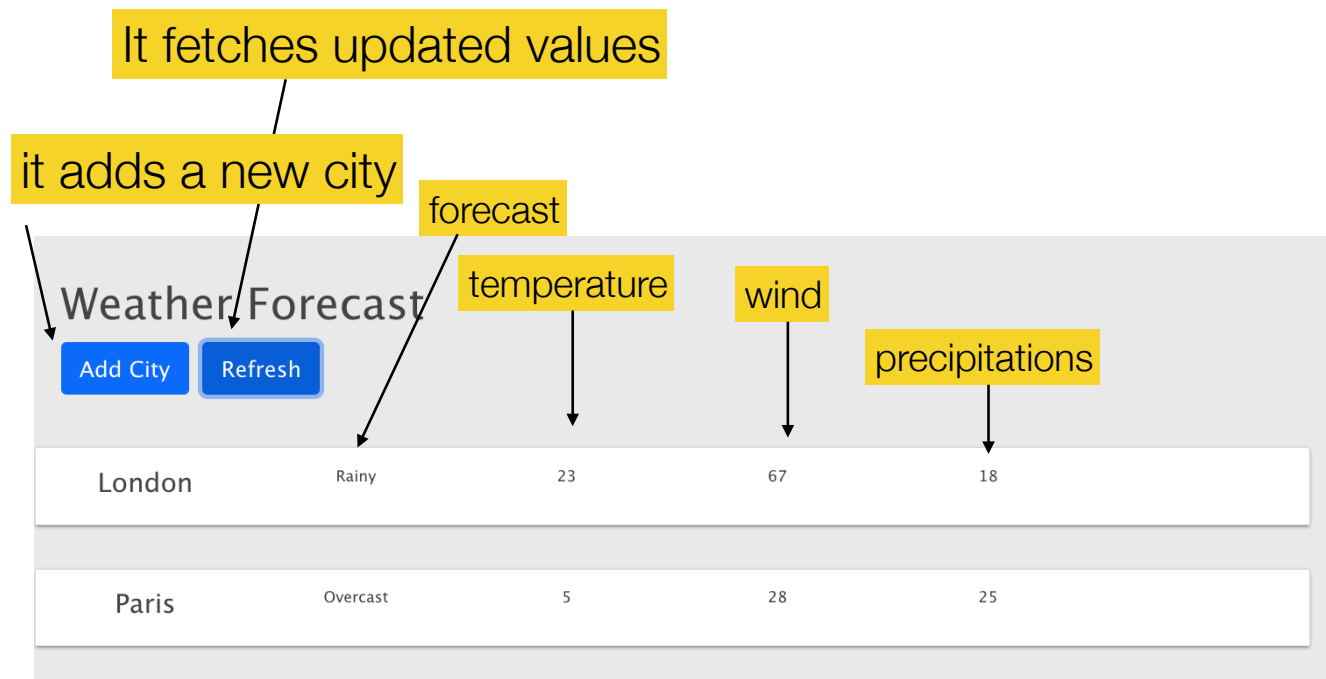 It fetches updated values
it adds a new city
forecast
temperature
wind
precipitations
Weather Forecast
Add City
Refresh
London
Rainy
23
67
18
Paris
Overcast
5
28
25